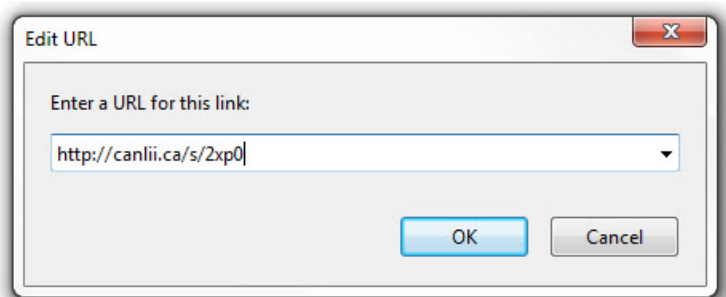 Edit URL
Enter a URL for this link:
http://canlii.ca/s/2xp0
OK Cancel